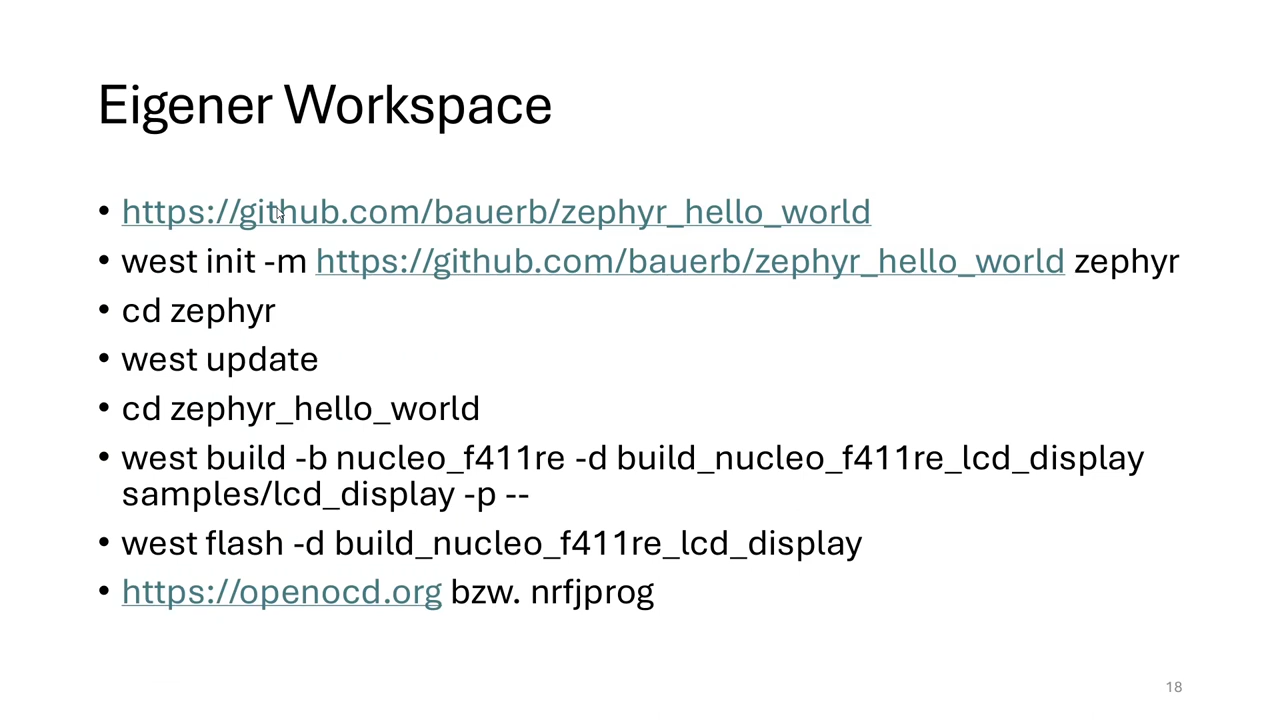 Eigener Workspace
• https://github.com/bauerb/zephyr_hello_world
• west init -m https://github.com/bauerb/zephyr_hello_world zephyr
• cd zephyr
• west update
• cd zephyr_hello_world
• west build -b nucleo_f411re -d build_nucleo_f411re_lcd_display
samples/lcd_display -p --
• west flash -d build_nucleo_f411re_lcd_display
• https://openocd.org bzw. nrfjprog
18